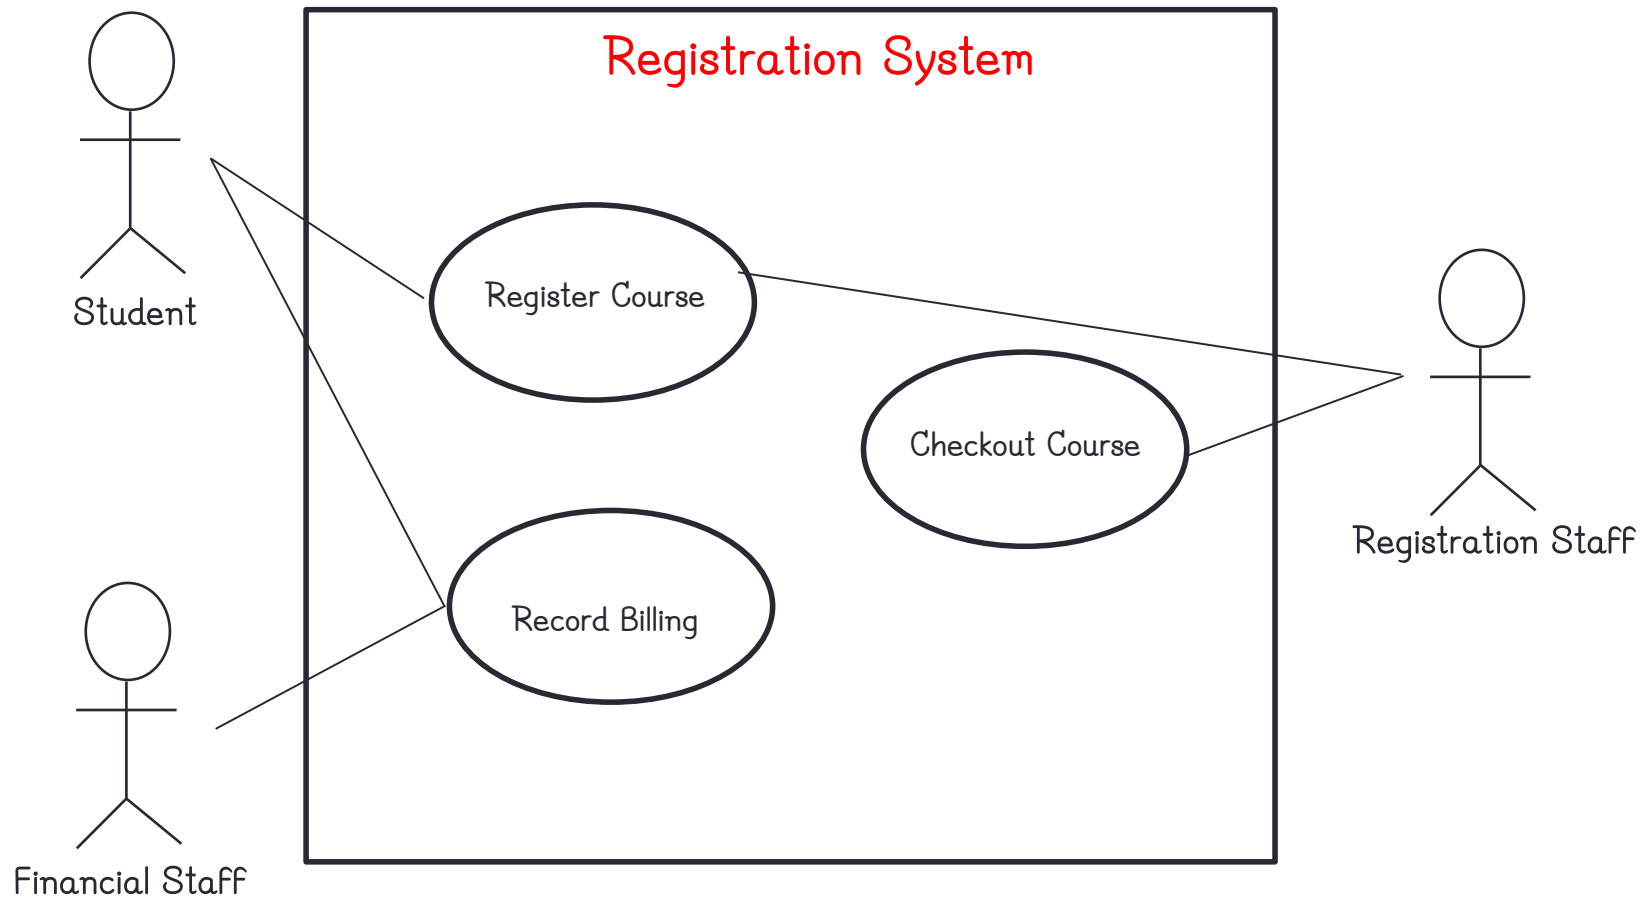 Registration System
Student
Register Course
Checkout Course
Registration Staff
Record Billing
Financial Staff